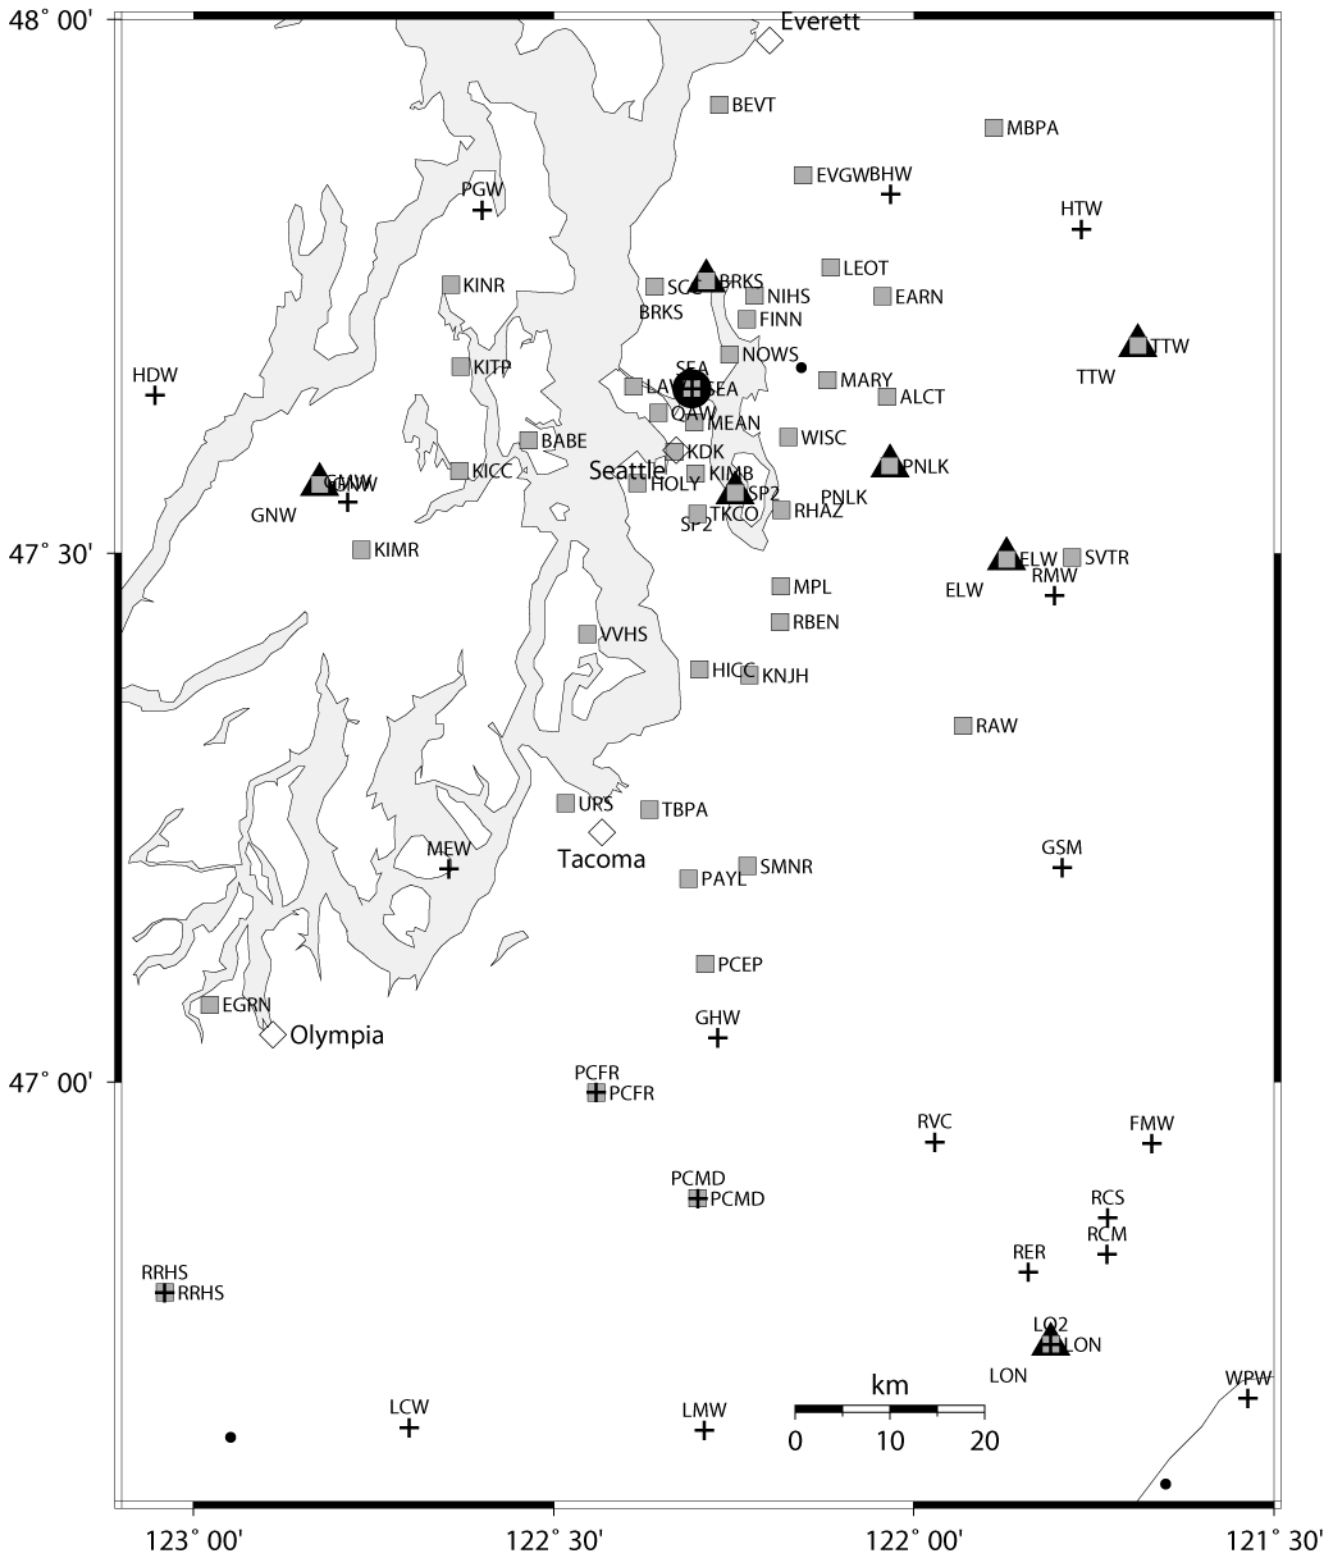 48° 00'
Everett
BEVT
MBPA
EVGW
BHW
PGW
HTW
LEOT
BRKS
KINR
SCC
NIHS
EARN
BRKS
FINN
TTW
NOWS
KITP
SEA
TTW
HDW
MARY
LAW
SEA
ALCT
QAW
MEAN
WISC
BABE
KDK
PNLK
Seattle
KICC
KIMB
GMW
GNW
HOLY
SP2
PNLK
GNW
TKCO
RHAZ
SP2
KIMR
47° 30'
ELW
SVTR
RMW
ELW
MPL
RBEN
VVHS
HICC
KNJH
RAW
UPS
TBPA
MEW
Tacoma
GSM
SMNR
PAYL
PCEP
EGRN
GHW
Olympia
PCFR
47° 00'
PCFR
RVC
FMW
PCMD
PCMD
RCS
RCM
RER
RRHS
RRHS
LO2
LON
LON
WPW
km
LCW
LMW
0 10 20
123° 00' 122° 30' 122° 00' 121° 30'